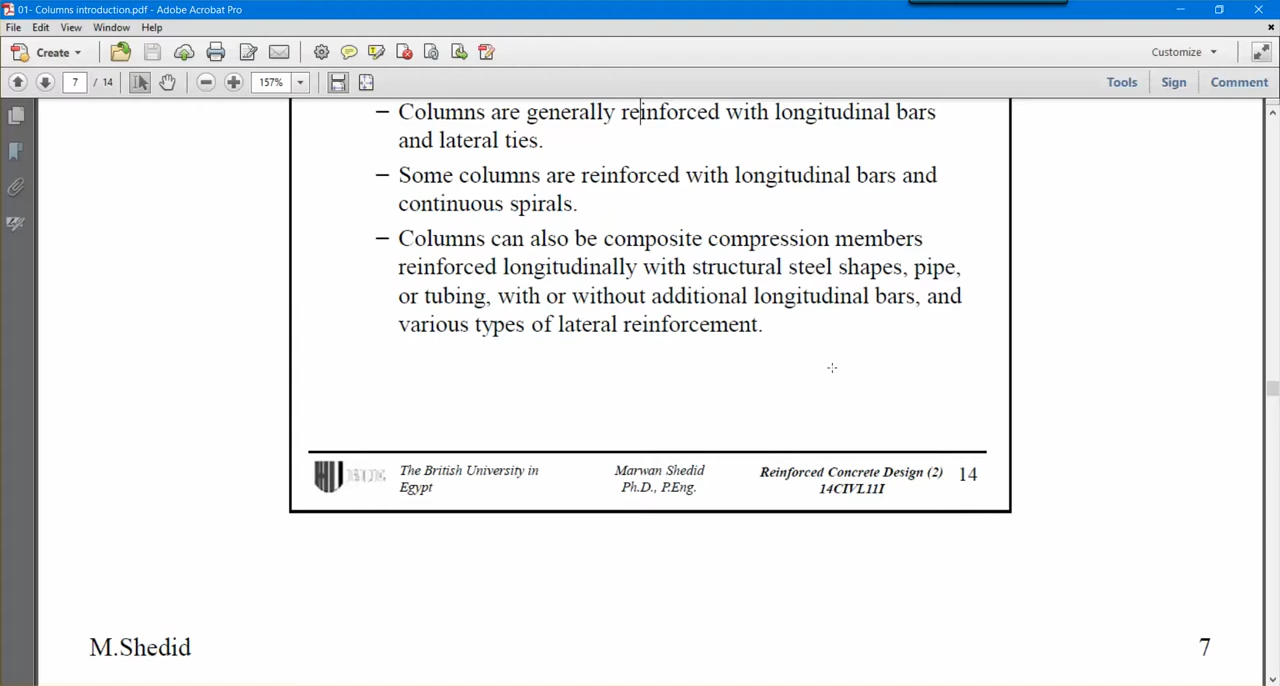 01- Columns introduction.pdf - Adobe Acrobat Pro
File Edit View Window Help
Create Customize
7 / 14 157% Tools Sign Comment
– Columns are generally reinforced with longitudinal bars
and lateral ties.
– Some columns are reinforced with longitudinal bars and
continuous spirals.
– Columns can also be composite compression members
reinforced longitudinally with structural steel shapes, pipe,
or tubing, with or without additional longitudinal bars, and
various types of lateral reinforcement.
The British University in
Egypt
Marwan Shedid
Ph.D., P.Eng.
Reinforced Concrete Design (2)
14CIVL11I
14
M.Shedid
7